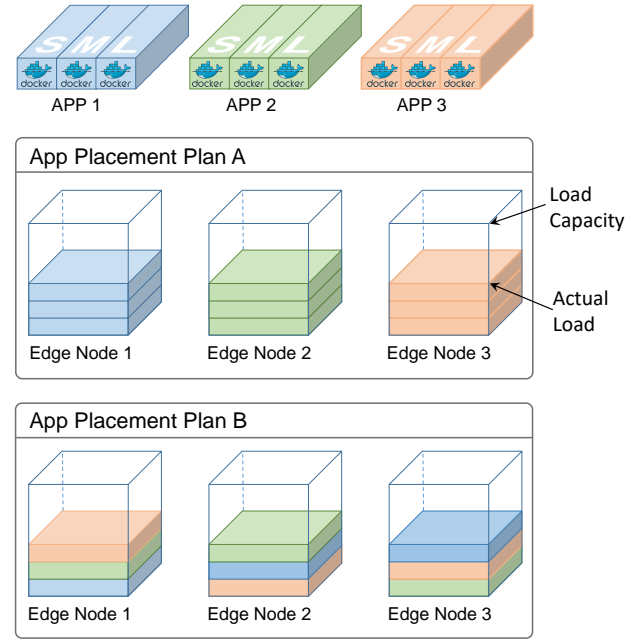 S M L
S M L
S M L
docker docker docker
docker docker docker
docker docker docker
APP 1
APP 2
APP 3
App Placement Plan A
Load
Capacity
Actual
Load
Edge Node 1
Edge Node 2
Edge Node 3
App Placement Plan B
Edge Node 1
Edge Node 2
Edge Node 3